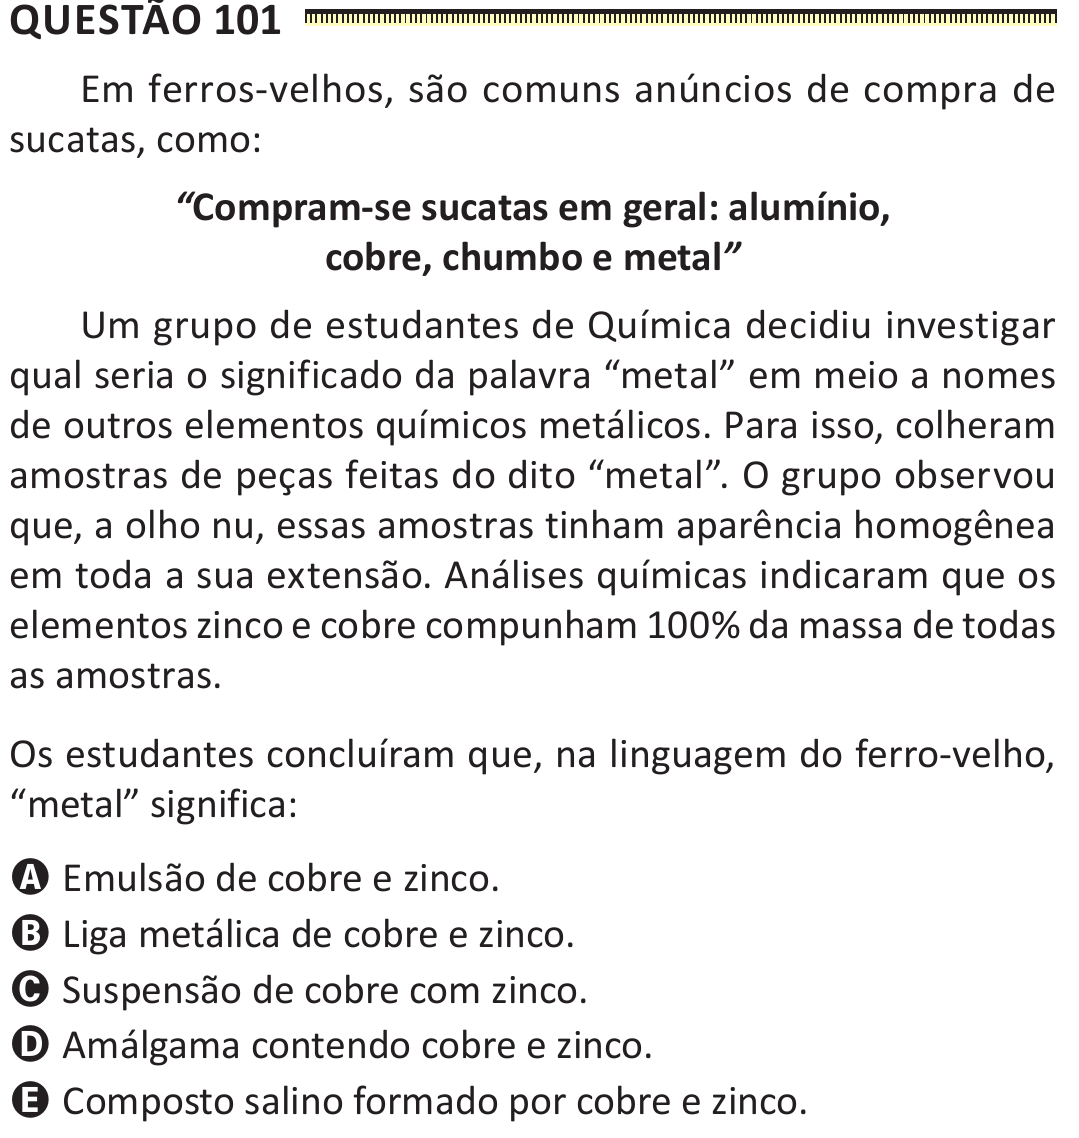 QUESTÃO 101
Em ferros-velhos, são comuns anúncios de compra de
sucatas, como:
“Compram-se sucatas em geral: alumínio,
cobre, chumbo e metal”
Um grupo de estudantes de Química decidiu investigar
qual seria o significado da palavra “metal” em meio a nomes
de outros elementos químicos metálicos. Para isso, colheram
amostras de peças feitas do dito “metal”. O grupo observou
que, a olho nu, essas amostras tinham aparência homogênea
em toda a sua extensão. Análises químicas indicaram que os
elementos zinco e cobre compunham 100% da massa de todas
as amostras.
Os estudantes concluíram que, na linguagem do ferro-velho,
“metal” significa:
A Emulsão de cobre e zinco.
B Liga metálica de cobre e zinco.
C Suspensão de cobre com zinco.
D Amálgama contendo cobre e zinco.
E Composto salino formado por cobre e zinco.